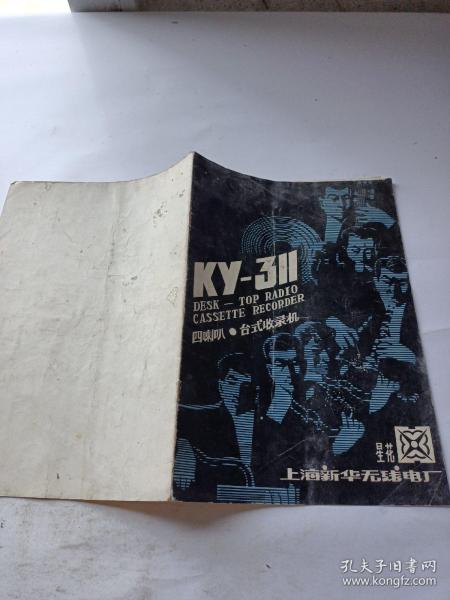 KY-311
DESK — TOP RADIO
CASSETTE RECORDER
四喇叭·台式收录机
星花
上海新华无线电厂
孔夫子旧书网
www.kongfz.com